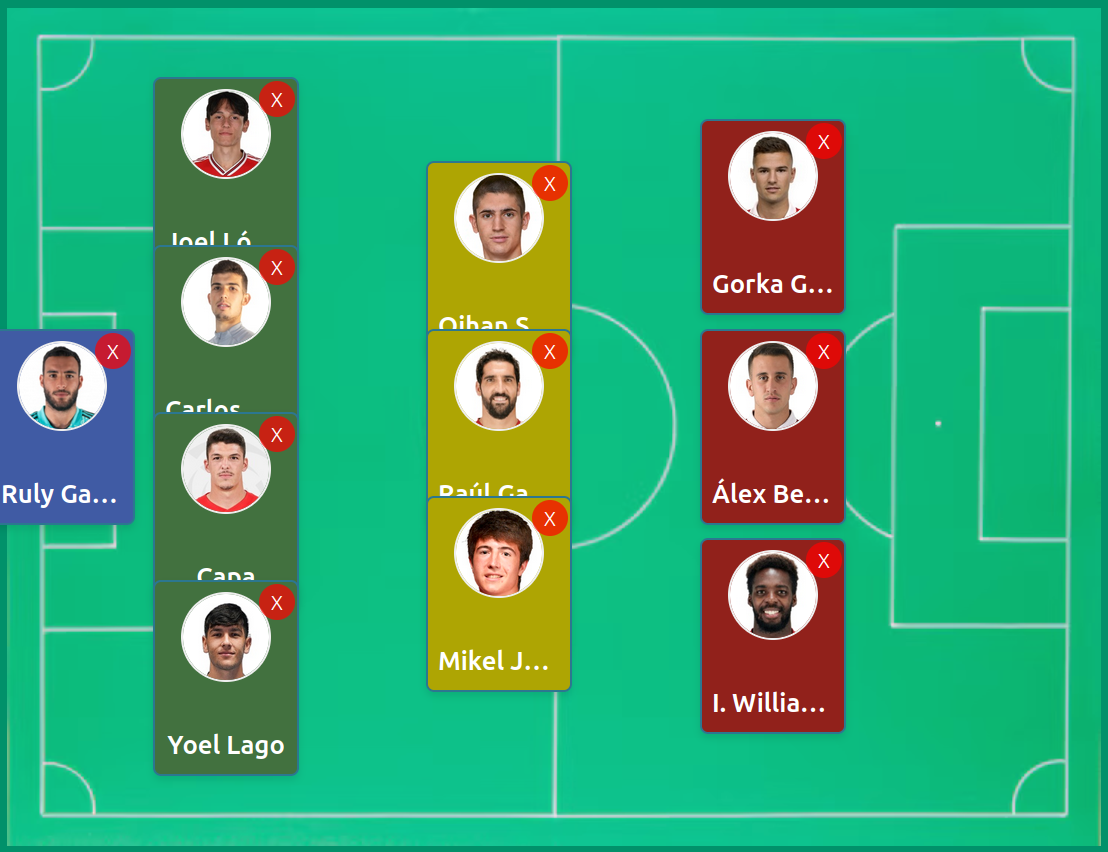 X
Joel Ló
X
Carlos
X
Capa
X
Yoel Lago
X
Ruly Ga...
X
Oihan S
X
Raúl Ga
X
Mikel J...
X
Gorka G...
X
Álex Be...
X
I. Willia...